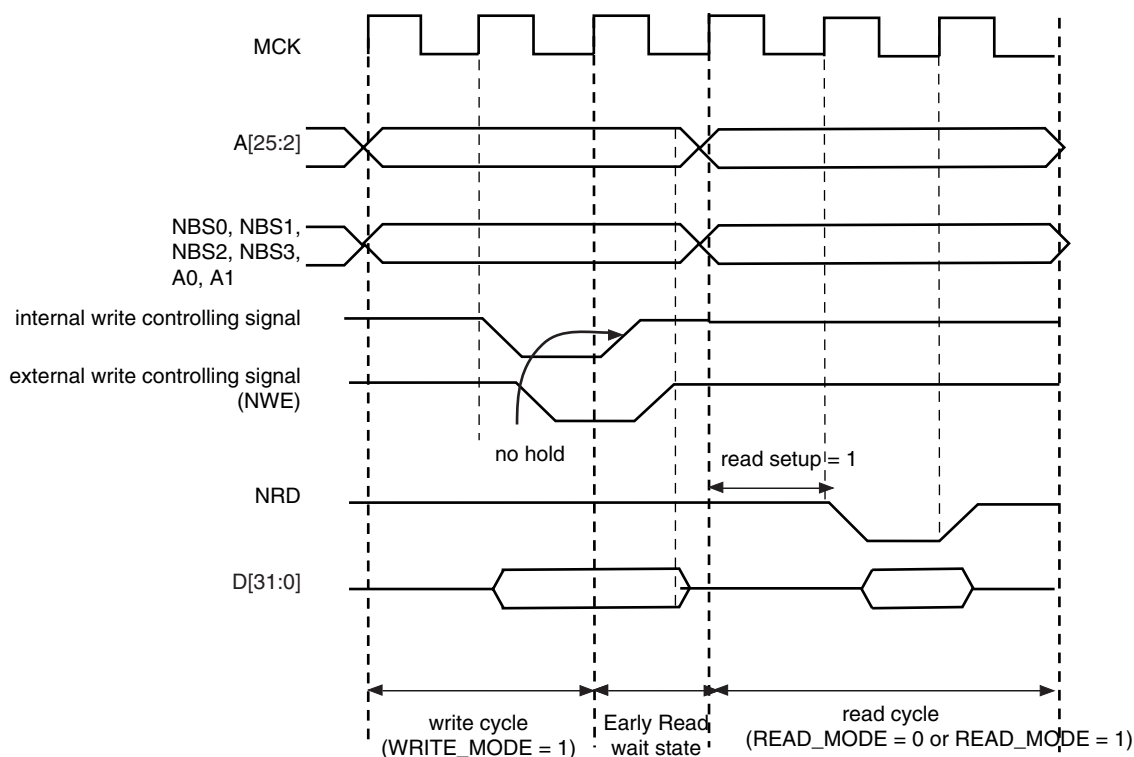 MCK
A[25:2]
NBS0, NBS1,
NBS2, NBS3,
A0, A1
internal write controlling signal
external write controlling signal
(NWE)
no hold
read setup = 1
NRD
D[31:0]
write cycle
(WRITE_MODE = 1)
Early Read
wait state
read cycle
(READ_MODE = 0 or READ_MODE = 1)